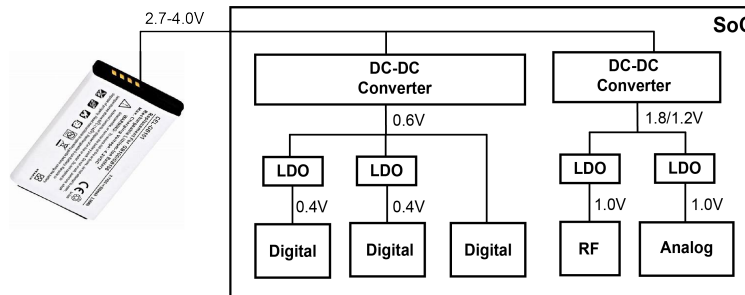 2.7-4.0V
SoC
DC-DC
Converter
DC-DC
Converter
0.6V
1.8/1.2V
LDO
LDO
LDO
LDO
0.4V
0.4V
1.0V
1.0V
Digital
Digital
Digital
RF
Analog